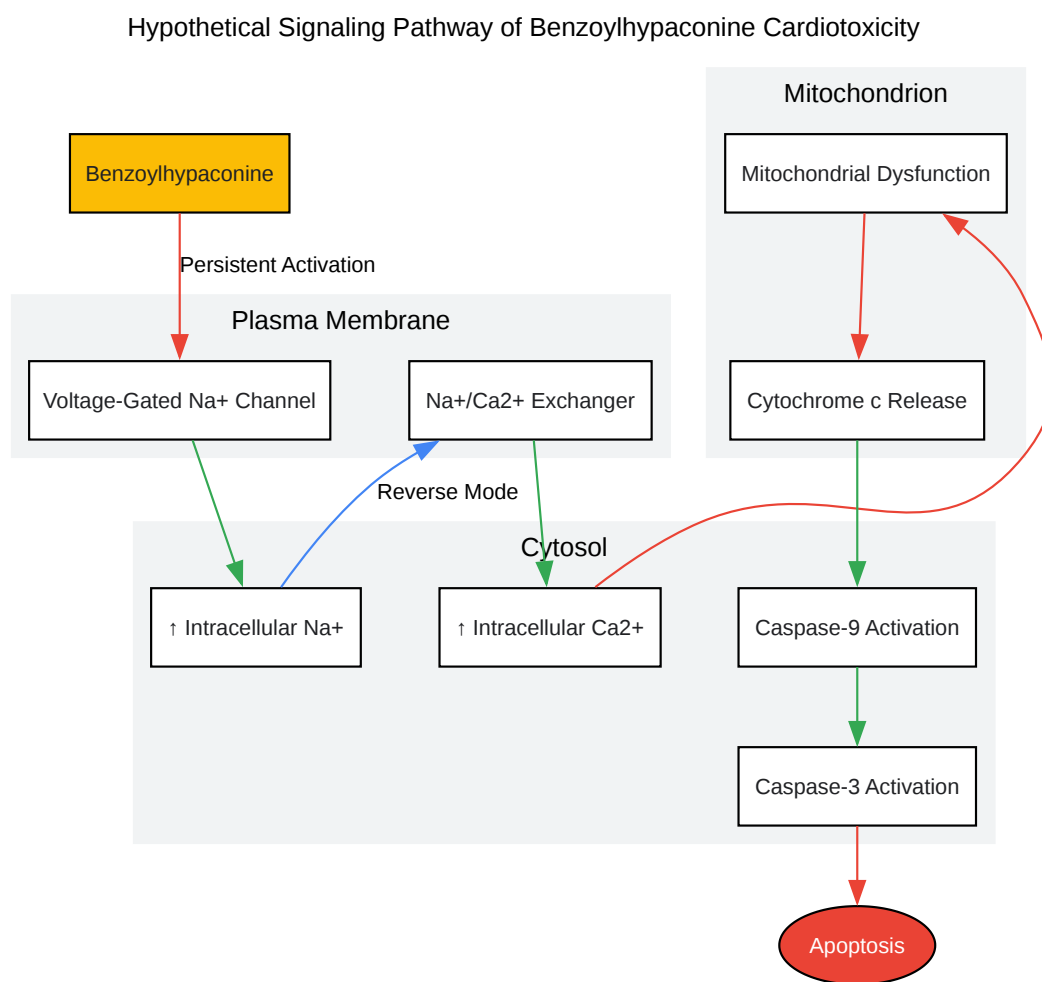 Hypothetical Signaling Pathway of Benzoylhypaconine Cardiotoxicity
Mitochondrion
Benzoylhypaconine
Mitochondrial Dysfunction
Persistent Activation
Plasma Membrane
Voltage-Gated Na+ Channel
Na+/Ca2+ Exchanger
Cytochrome c Release
Reverse Mode
Cytosol
↑ Intracellular Na+
↑ Intracellular Ca2+
Caspase-9 Activation
Caspase-3 Activation
Apoptosis